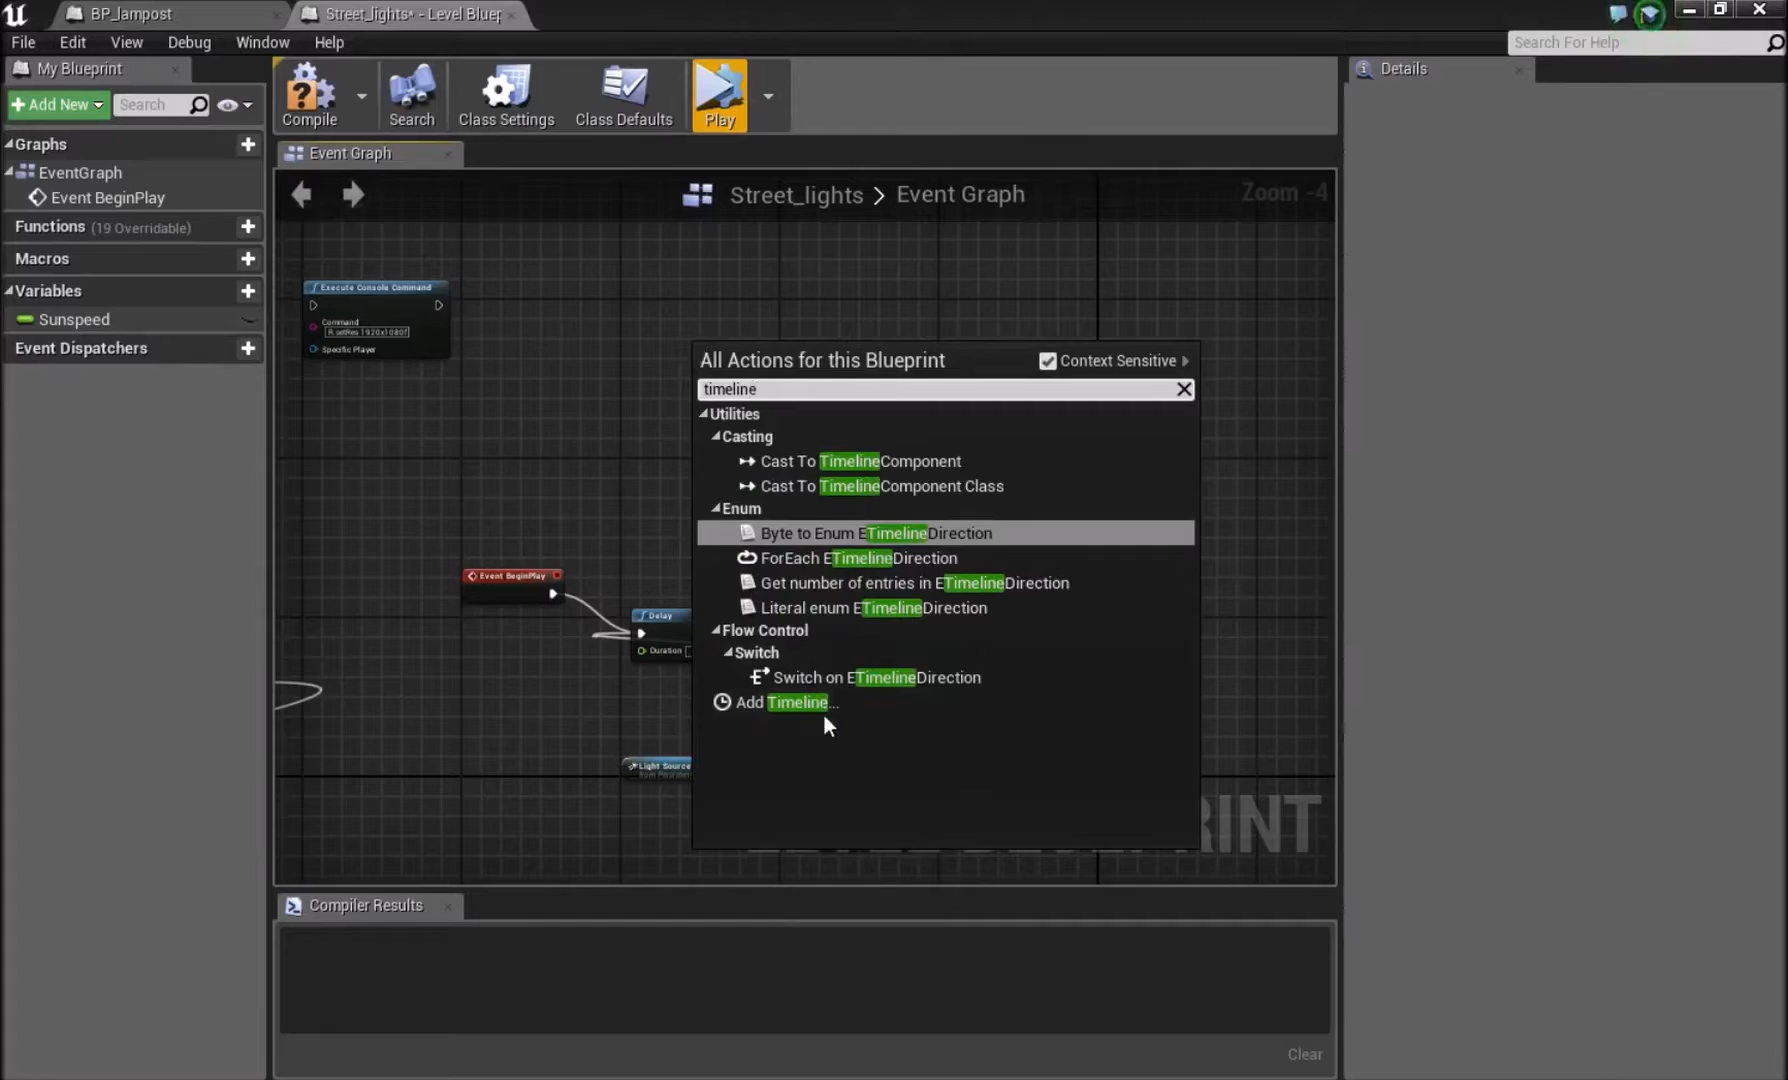 BP_lampost
Street_lights* - Level Bluep
File Edit View Debug Window Help
Search For Help
My Blueprint
Details
+ Add New
Search
Compile
Search
Class Settings
Class Defaults
Play
Graphs
EventGraph
Event BeginPlay
Functions (19 Overridable)
Macros
Variables
Sunspeed
Event Dispatchers
Event Graph
Street_lights > Event Graph
Zoom -4
Execute Console Command
Command
R.setRes 1920x1080f
Specific Player
Event BeginPlay
Delay
Duration
Light Source
All Actions for this Blueprint
Context Sensitive
timeline
Utilities
Casting
Cast To TimelineComponent
Cast To TimelineComponent Class
Enum
Byte to Enum ETimelineDirection
ForEach ETimelineDirection
Get number of entries in ETimelineDirection
Literal enum ETimelineDirection
Flow Control
Switch
Switch on ETimelineDirection
Add Timeline...
RINT
Compiler Results
Clear